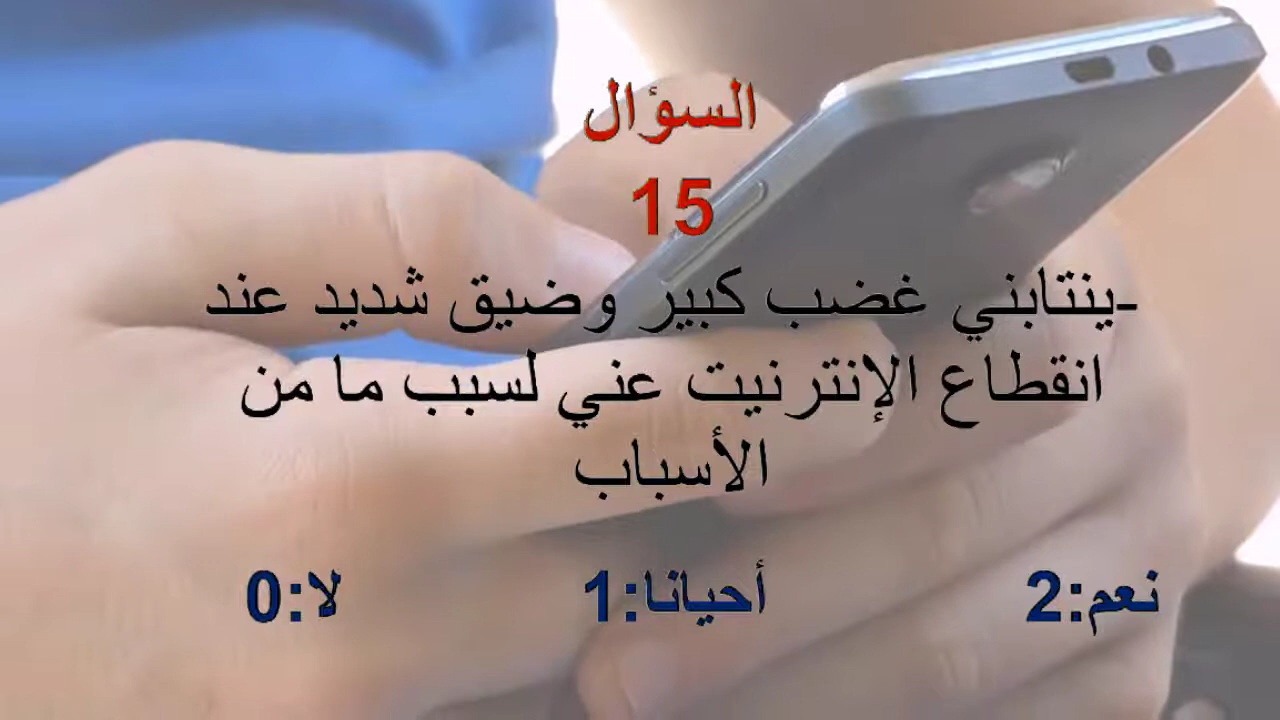 السؤال
15
-ينتابني غضب كبير وضيق شديد عند
انقطاع الإنترنيت عني لسبب ما من
الأسباب
نعم:2 أحيانا:1 لا:0